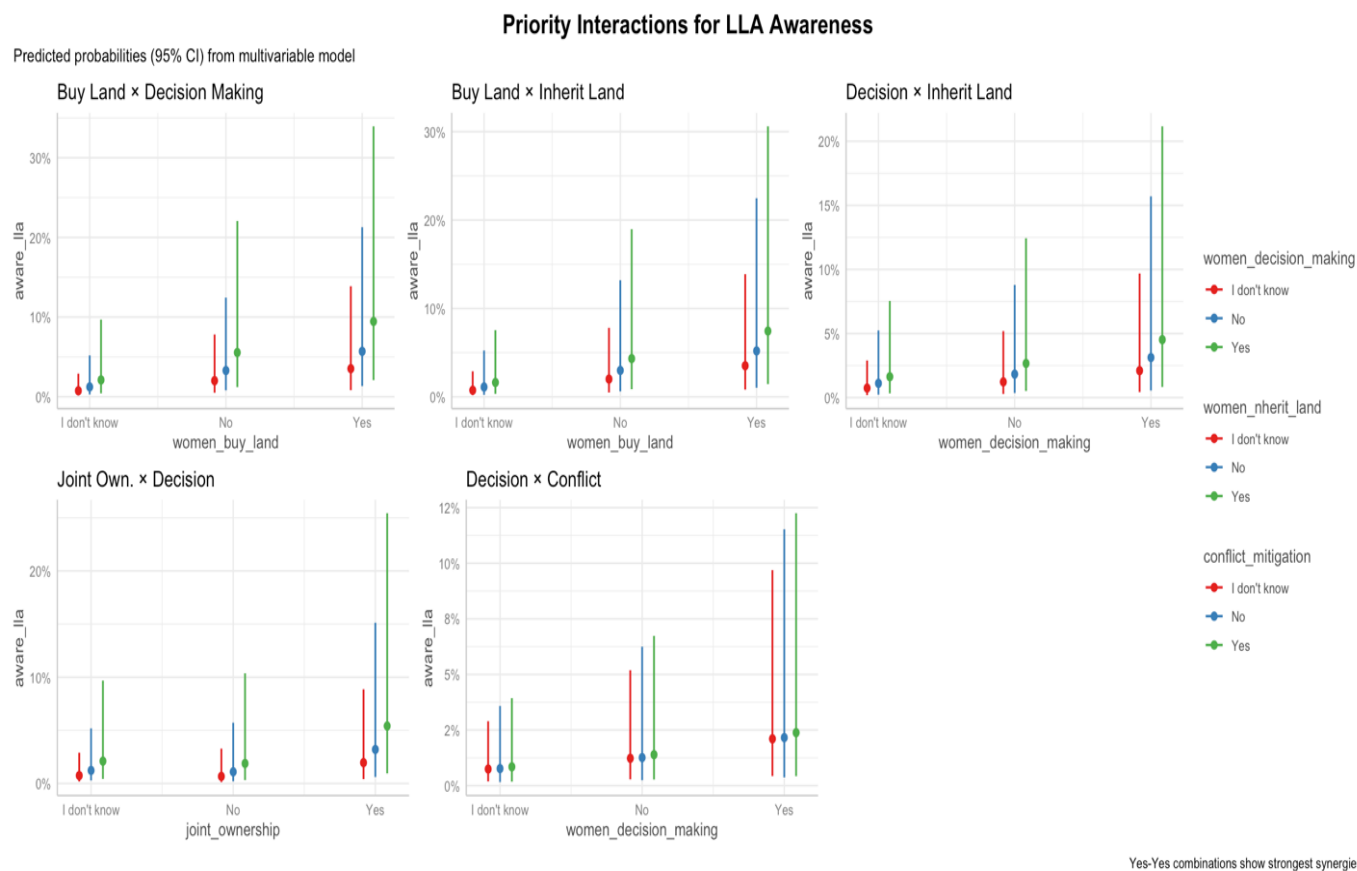 Priority Interactions for LLA Awareness
Predicted probabilities (95% CI) from multivariable model
Buy Land × Decision Making
aware_lla
30%
20%
10%
0%
I don't know No Yes
women_buy_land
Buy Land × Inherit Land
aware_lla
30%
20%
10%
0%
I don't know No Yes
women_buy_land
Decision × Inherit Land
aware_lla
20%
15%
10%
5%
0%
I don't know No Yes
women_decision_making
Joint Own. × Decision
aware_lla
20%
10%
0%
I don't know No Yes
joint_ownership
Decision × Conflict
aware_lla
12%
10%
8%
5%
2%
0%
I don't know No Yes
women_decision_making
women_decision_making
I don't know
No
Yes
women_nherit_land
I don't know
No
Yes
conflict_mitigation
I don't know
No
Yes
Yes-Yes combinations show strongest synergie